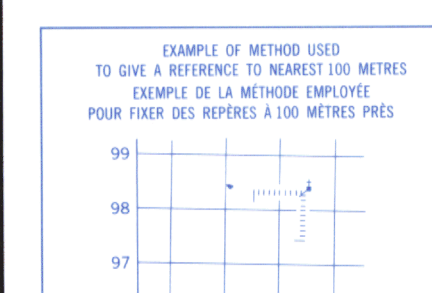 EXAMPLE OF METHOD USED
TO GIVE A REFERENCE TO NEAREST 100 METRES
EXEMPLE DE LA MÉTHODE EMPLOYÉE
POUR FIXER DES REPÈRES À 100 MÈTRES PRÈS
99
98
97